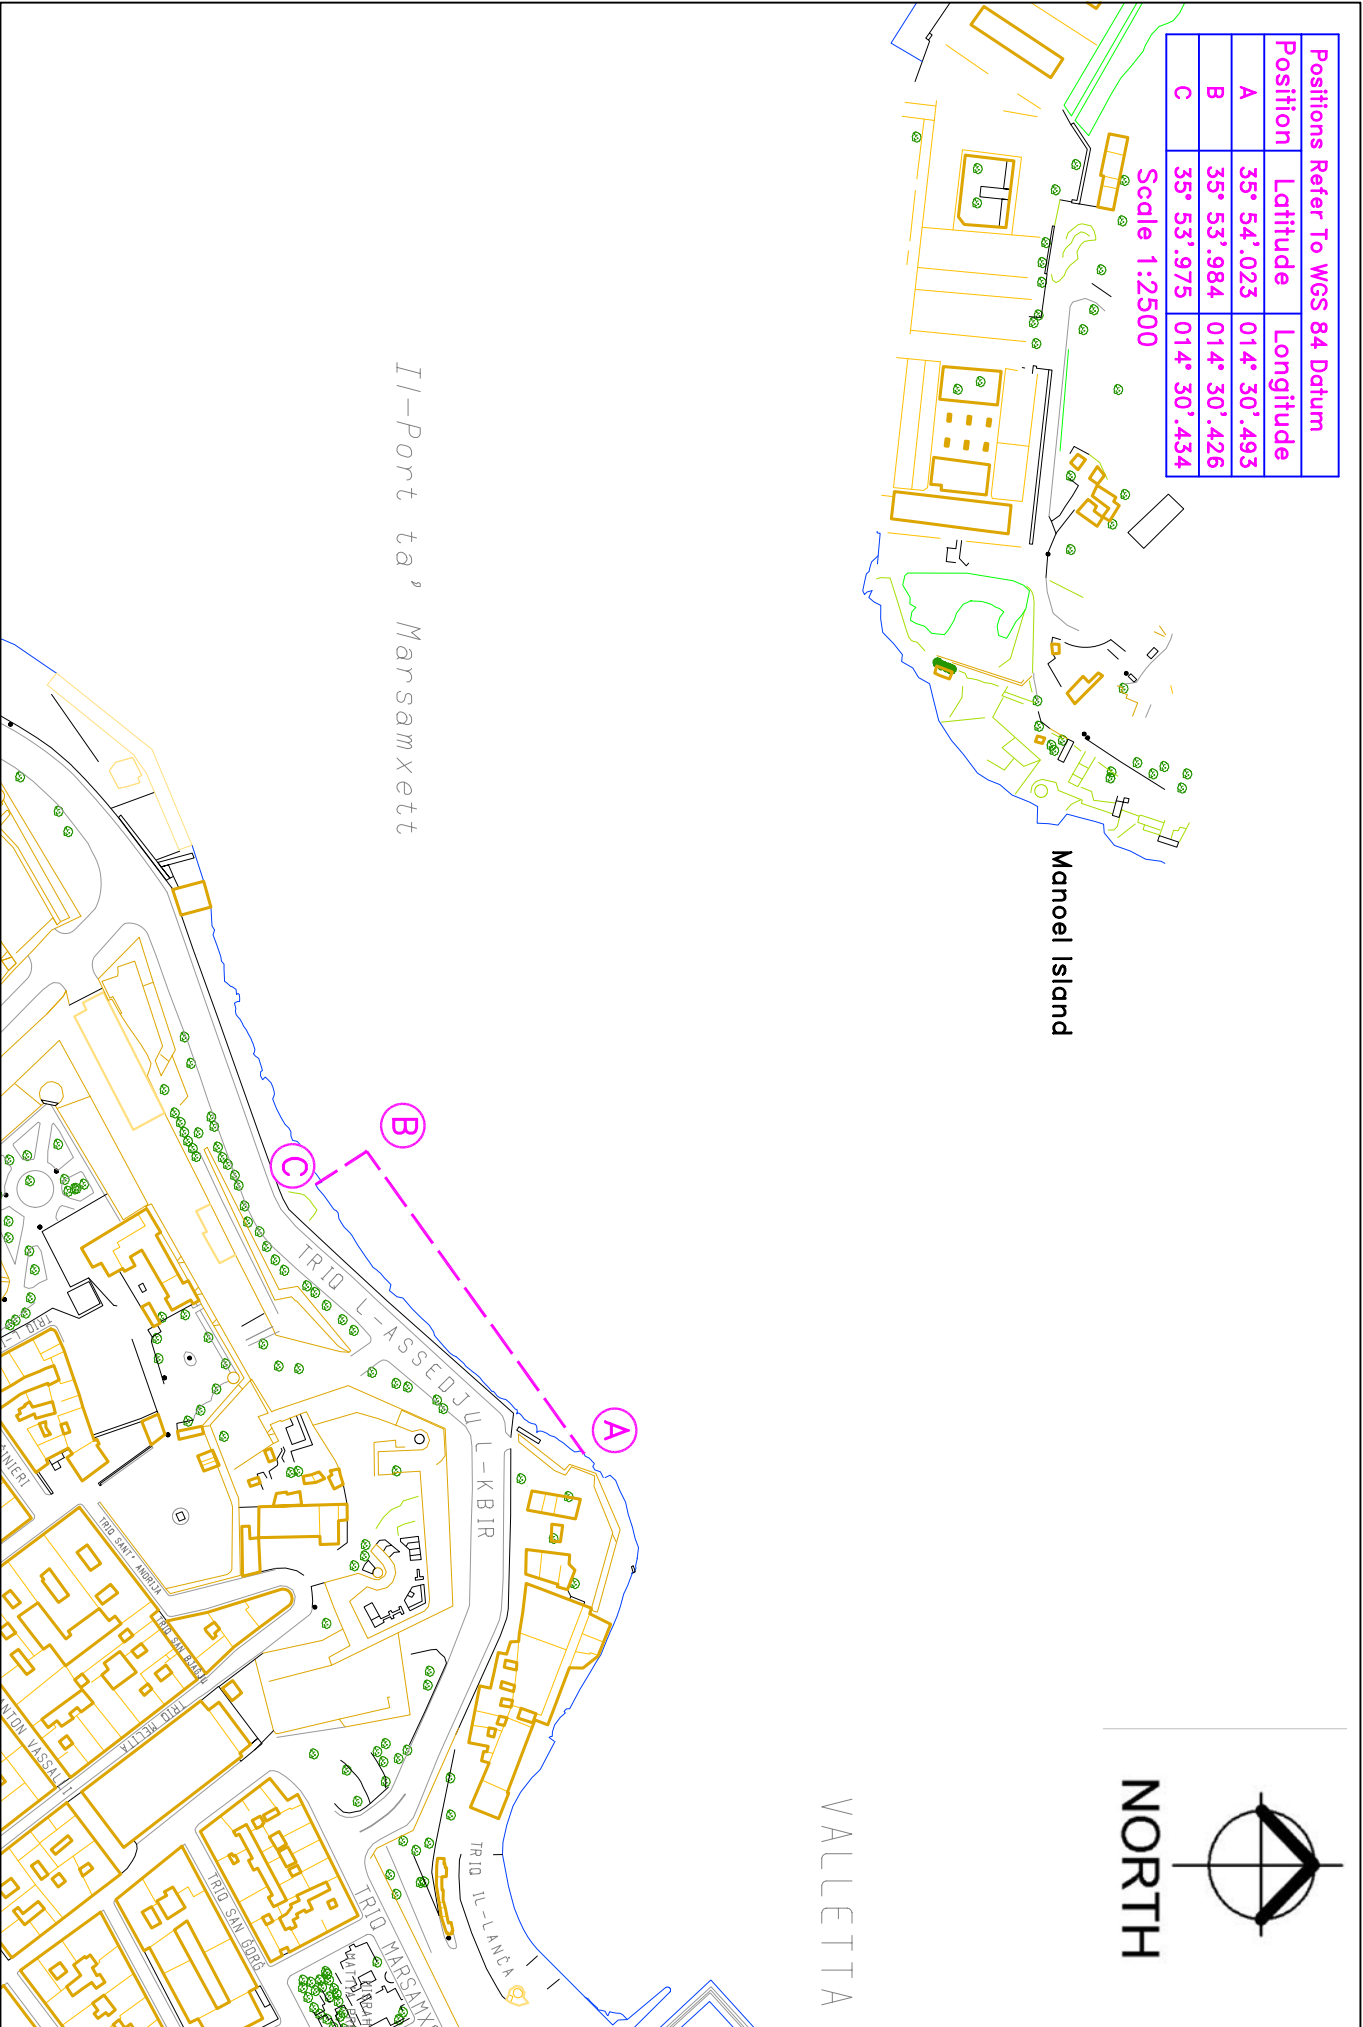 Positions Refer To WGS 84 Datum
Position Latitude Longitude
A 35° 54'.023 014° 30'.493
B 35° 53'.984 014° 30'.426
C 35° 53'.975 014° 30'.434
Scale 1:2500
Manoel Island
NORTH
Il-Port ta' Marsamxett
VALLETTA
A
B
C
TRIQ L-ASSEDJU L-KBIR
TRIQ IL-LANĊA
TRIQ MARSAMX
TRIQ SAN ĠORĠ
TRIQ MELITA
TRIQ SAN BJAĠJU
TRIQ SANT' ANDRIJA
ANTON VASSALLI
INIERI
TRIQ L-I